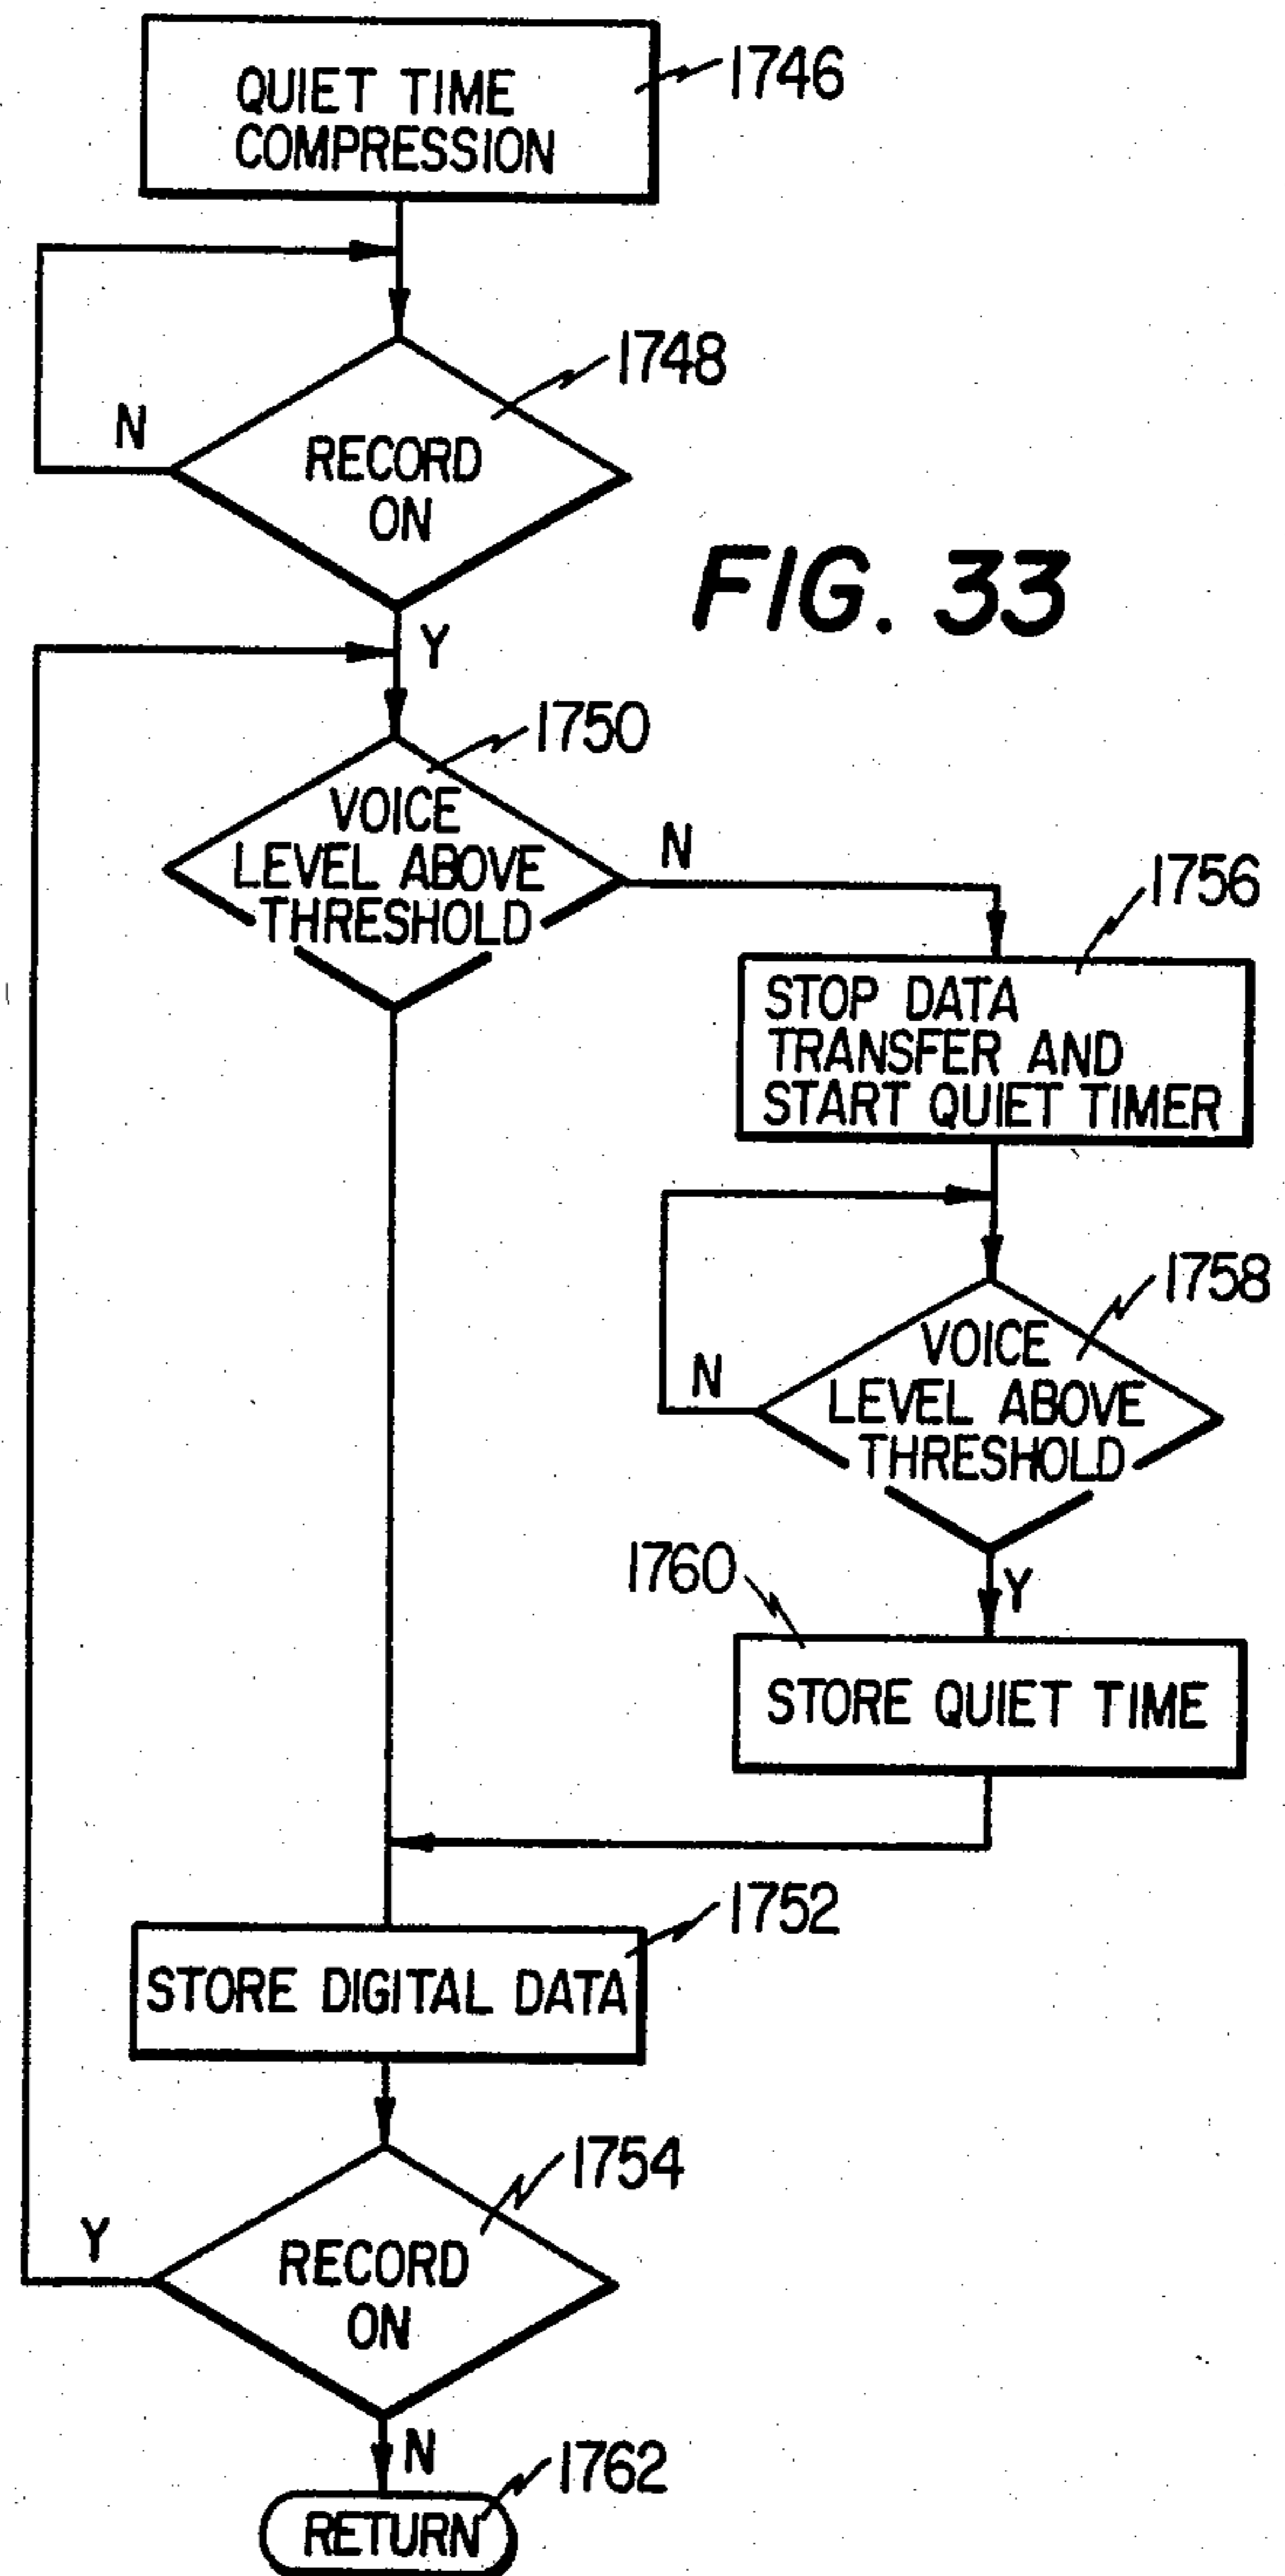 QUIET TIME
COMPRESSION
1746
1748
N
RECORD
ON
FIG. 33
Y
1750
VOICE
LEVEL ABOVE
THRESHOLD
N
1756
STOP DATA
TRANSFER AND
START QUIET TIMER
1758
VOICE
LEVEL ABOVE
THRESHOLD
N
1760
Y
STORE QUIET TIME
1752
STORE DIGITAL DATA
1754
Y
RECORD
ON
N
1762
RETURN